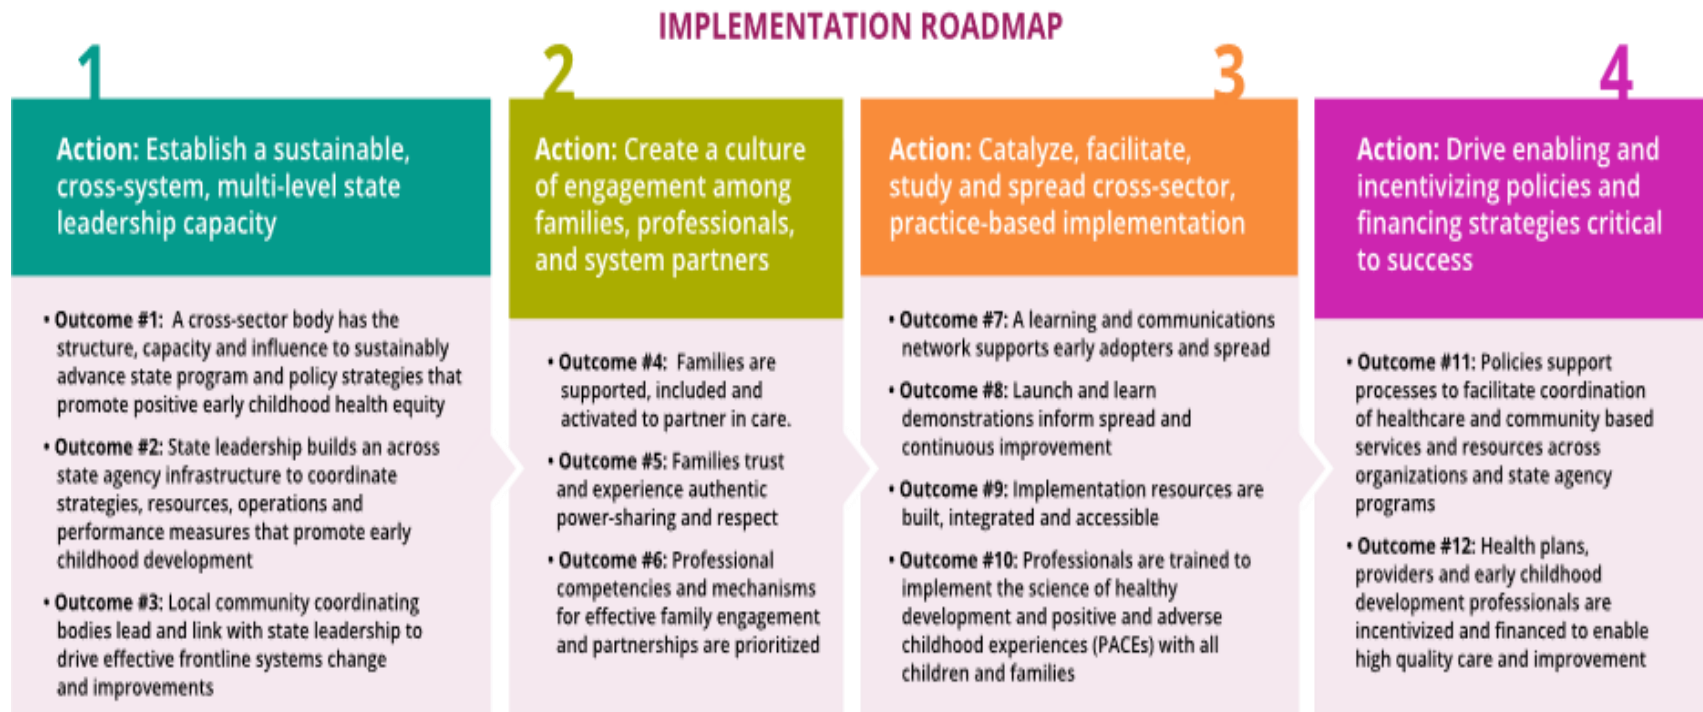 IMPLEMENTATION ROADMAP
1
Action: Establish a sustainable,
cross-system, multi-level state
leadership capacity
• Outcome #1: A cross-sector body has the
structure, capacity and influence to sustainably
advance state program and policy strategies that
promote positive early childhood health equity
• Outcome #2: State leadership builds an across
state agency infrastructure to coordinate
strategies, resources, operations and
performance measures that promote early
childhood development
• Outcome #3: Local community coordinating
bodies lead and link with state leadership to
drive effective frontline systems change
and improvements
2
Action: Create a culture
of engagement among
families, professionals,
and system partners
• Outcome #4: Families are
supported, included and
activated to partner in care.
• Outcome #5: Families trust
and experience authentic
power-sharing and respect
• Outcome #6: Professional
competencies and mechanisms
for effective family engagement
and partnerships are prioritized
3
Action: Catalyze, facilitate,
study and spread cross-sector,
practice-based implementation
• Outcome #7: A learning and communications
network supports early adopters and spread
• Outcome #8: Launch and learn
demonstrations inform spread and
continuous improvement
• Outcome #9: Implementation resources are
built, integrated and accessible
• Outcome #10: Professionals are trained to
implement the science of healthy
development and positive and adverse
childhood experiences (PACEs) with all
children and families
4
Action: Drive enabling and
incentivizing policies and
financing strategies critical
to success
• Outcome #11: Policies support
processes to facilitate coordination
of healthcare and community based
services and resources across
organizations and state agency
programs
• Outcome #12: Health plans,
providers and early childhood
development professionals are
incentivized and financed to enable
high quality care and improvement